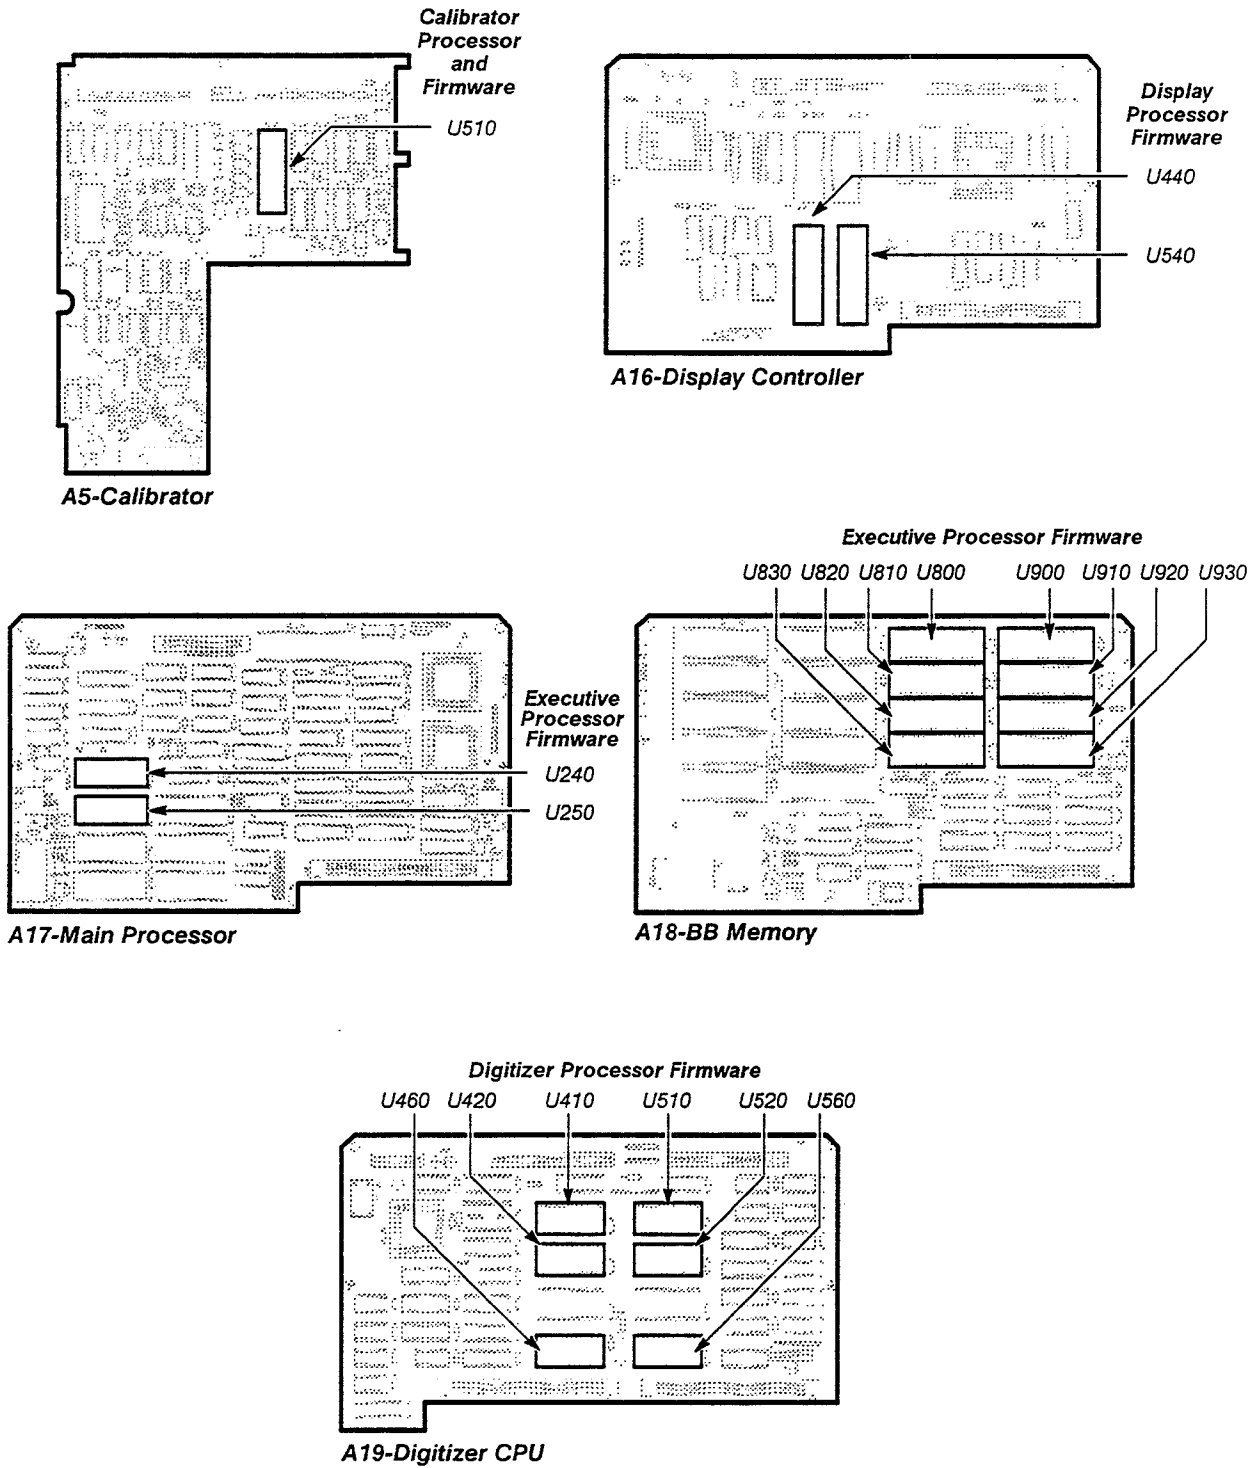 Calibrator
Processor
and
Firmware
U510
A5-Calibrator
Display
Processor
Firmware
U440
U540
A16-Display Controller
Executive
Processor
Firmware
U240
U250
A17-Main Processor
Executive Processor Firmware
U830 U820 U810 U800 U900 U910 U920 U930
A18-BB Memory
Digitizer Processor Firmware
U460 U420 U410 U510 U520 U560
A19-Digitizer CPU